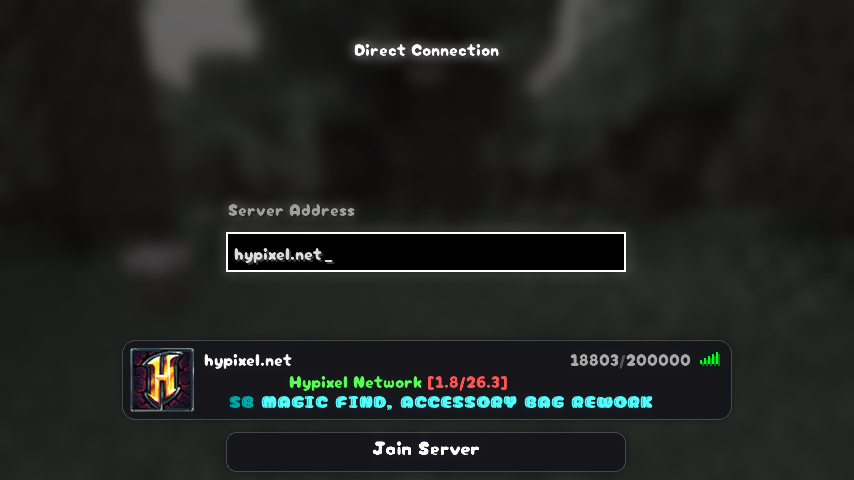 Direct Connection
Server Address
hypixel.net_
hypixel.net 18803/200000
Hypixel Network [1.8/26.3]
SB MAGIC FIND, ACCESSORY BAG REWORK
Join Server